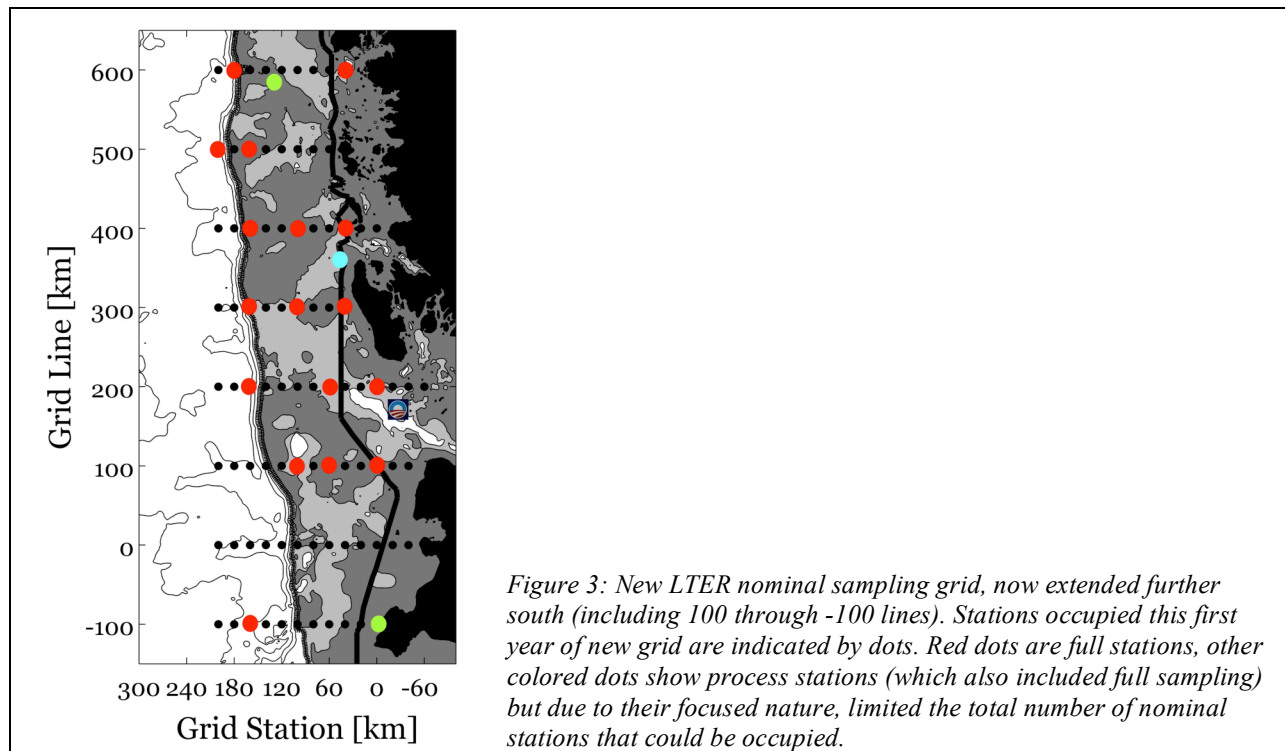 Grid Line [km]
600
500
400
300
200
100
0
-100
300 240 180 120 60 0 -60
Grid Station [km]
Figure 3: New LTER nominal sampling grid, now extended further
south (including 100 through -100 lines). Stations occupied this first
year of new grid are indicated by dots. Red dots are full stations, other
colored dots show process stations (which also included full sampling)
but due to their focused nature, limited the total number of nominal
stations that could be occupied.